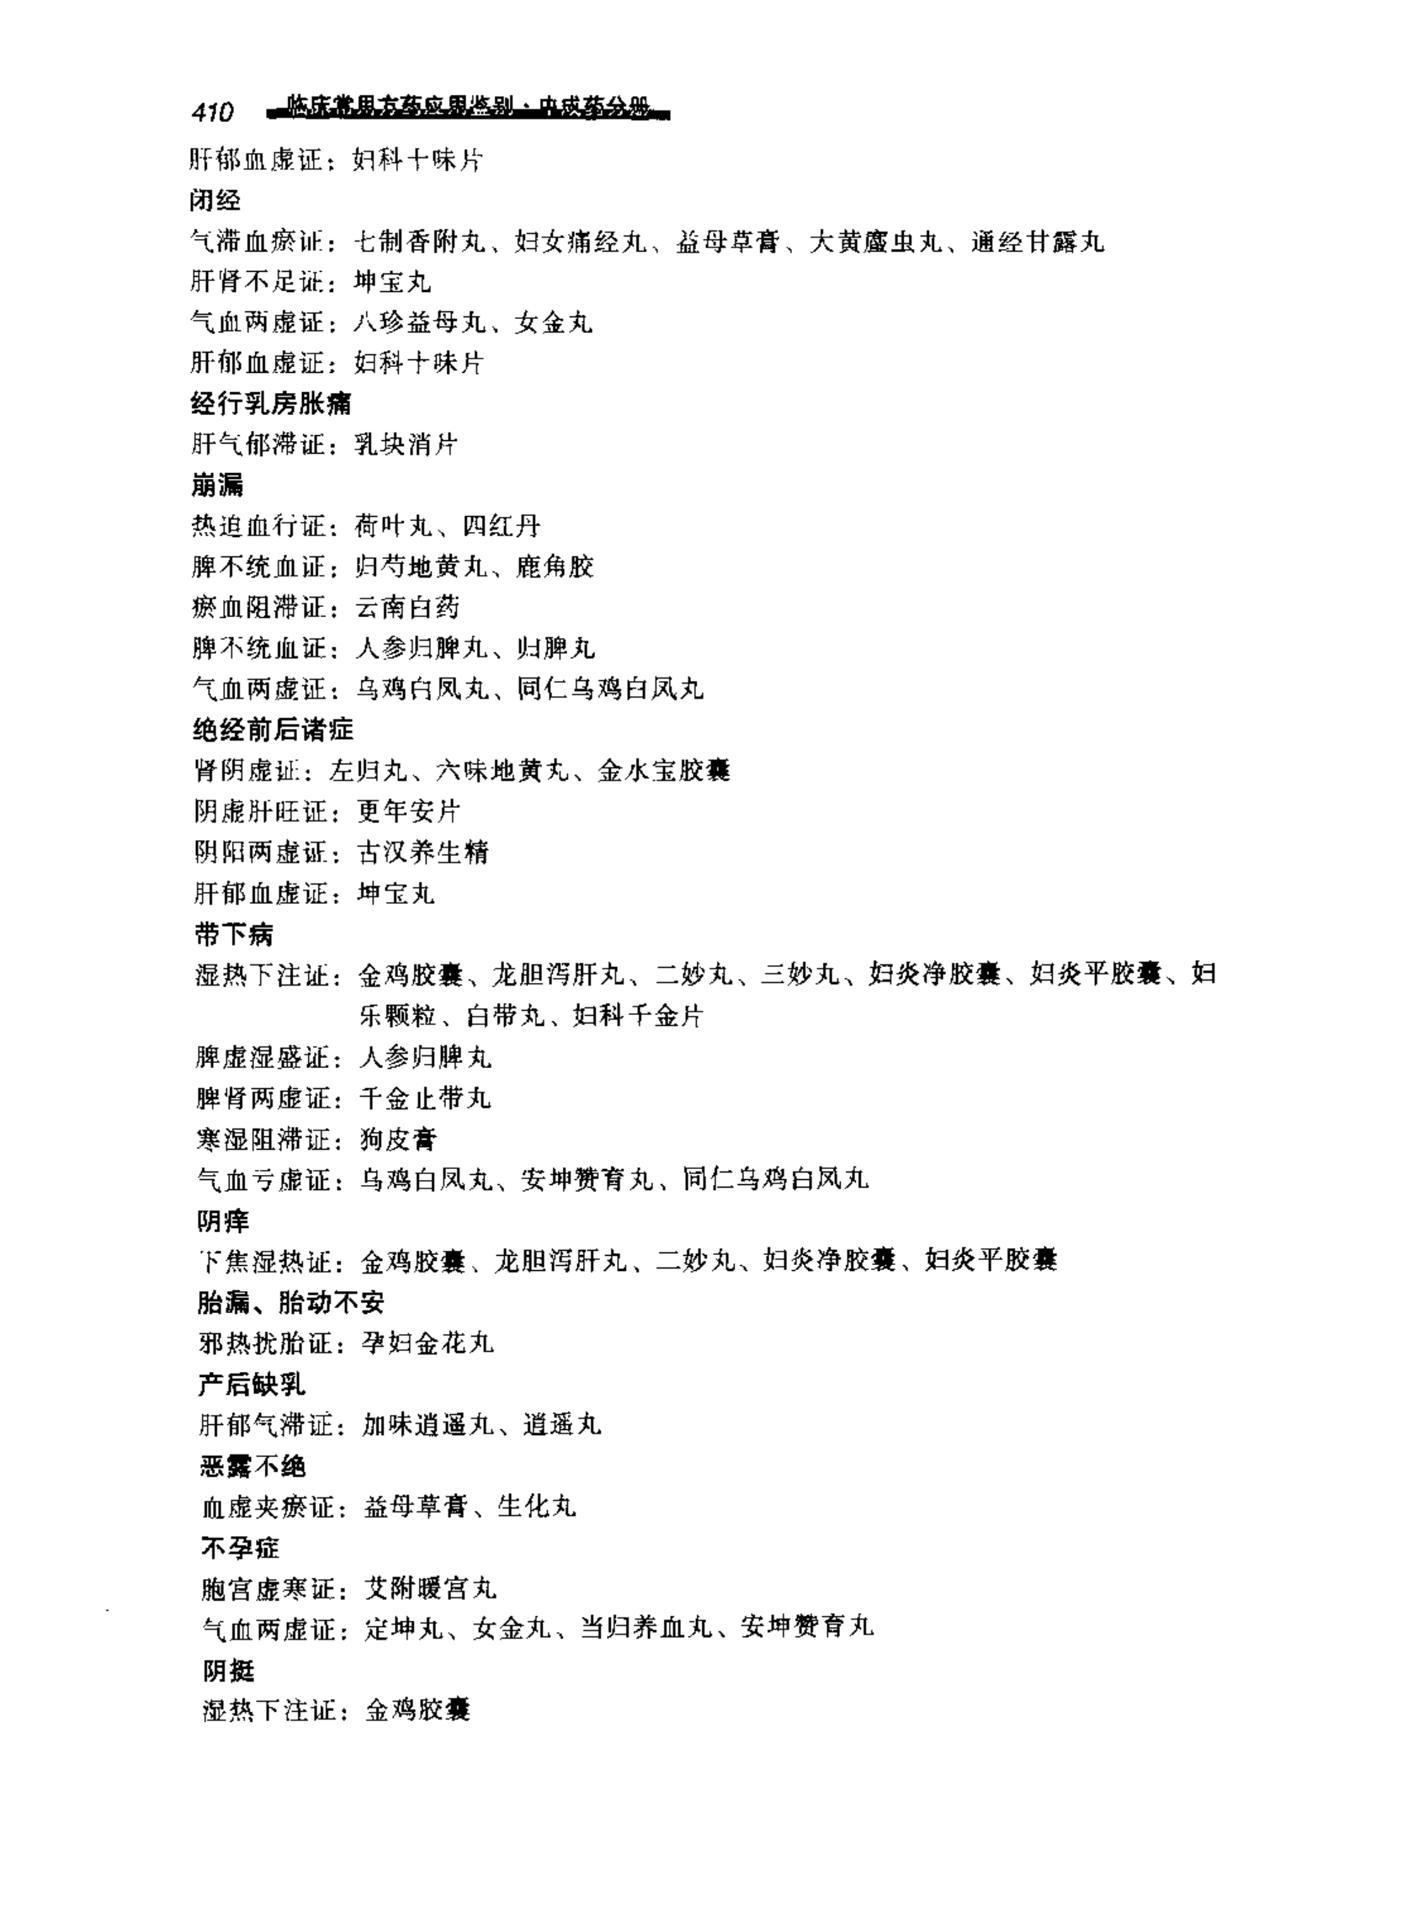 410 临床常用方药应用鉴别·中成药分册
肝郁血虚证：妇科十味片
闭经
气滞血瘀证：七制香附丸、妇女痛经丸、益母草膏、大黄䗪虫丸、通经甘露丸
肝肾不足证：坤宝丸
气血两虚证：八珍益母丸、女金丸
肝郁血虚证：妇科十味片
经行乳房胀痛
肝气郁滞证：乳块消片
崩漏
热迫血行证：荷叶丸、四红丹
脾不统血证：归芍地黄丸、鹿角胶
瘀血阻滞证：云南白药
脾不统血证：人参归脾丸、归脾丸
气血两虚证：乌鸡白凤丸、同仁乌鸡白凤丸
绝经前后诸症
肾阴虚证：左归丸、六味地黄丸、金水宝胶囊
阴虚肝旺证：更年安片
阴阳两虚证：古汉养生精
肝郁血虚证：坤宝丸
带下病
湿热下注证：金鸡胶囊、龙胆泻肝丸、二妙丸、三妙丸、妇炎净胶囊、妇炎平胶囊、妇
乐颗粒、白带丸、妇科千金片
脾虚湿盛证：人参归脾丸
脾肾两虚证：千金止带丸
寒湿阻滞证：狗皮膏
气血亏虚证：乌鸡白凤丸、安坤赞育丸、同仁乌鸡白凤丸
阴痒
下焦湿热证：金鸡胶囊、龙胆泻肝丸、二妙丸、妇炎净胶囊、妇炎平胶囊
胎漏、胎动不安
邪热扰胎证：孕妇金花丸
产后缺乳
肝郁气滞证：加味逍遥丸、逍遥丸
恶露不绝
血虚夹瘀证：益母草膏、生化丸
不孕症
胞宫虚寒证：艾附暖宫丸
气血两虚证：定坤丸、女金丸、当归养血丸、安坤赞育丸
阴挺
湿热下注证：金鸡胶囊